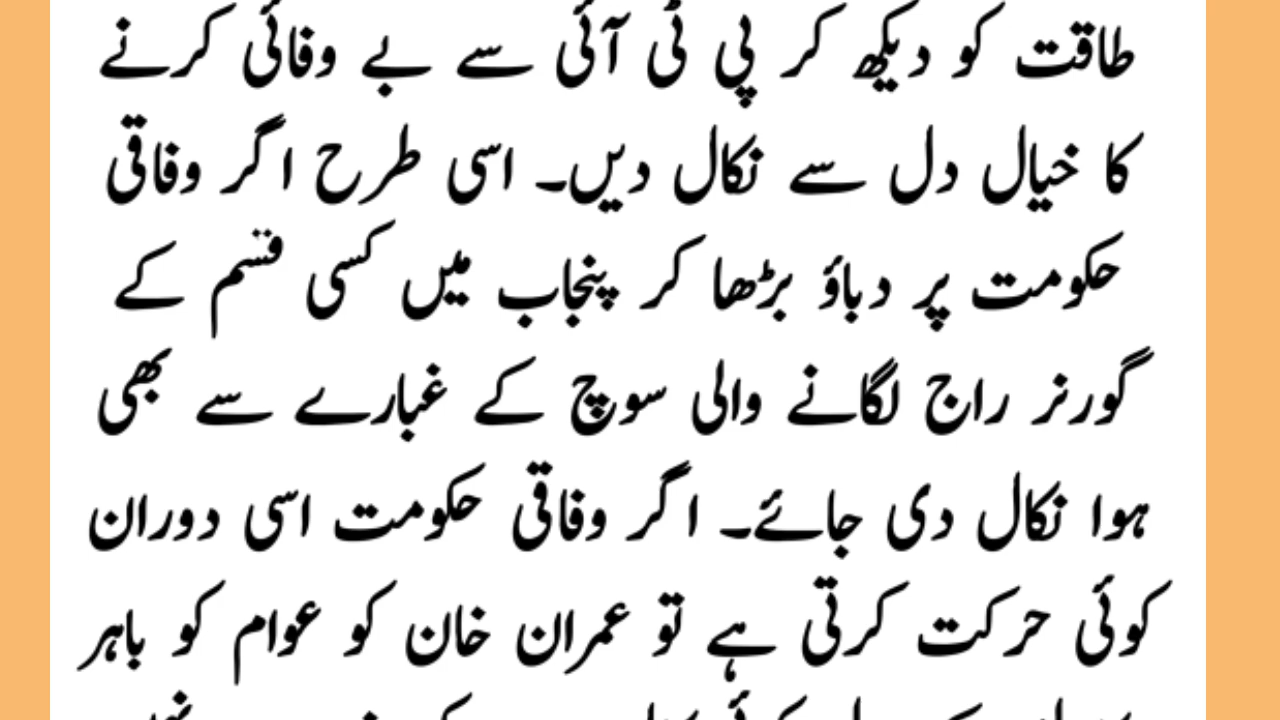 طاقت کو دیکھ کر پی ٹی آئی سے بے وفائی کرنے
کا خیال دل سے نکال دیں۔ اسی طرح اگر وفاقی
حکومت پر دباؤ بڑھا کر پنجاب میں کسی قسم کے
گورنر راج لگانے والی سوچ کے غبارے سے بھی
ہوا نکال دی جائے۔ اگر وفاقی حکومت اسی دوران
کوئی حرکت کرتی ہے تو عمران خان کو عوام کو باہر